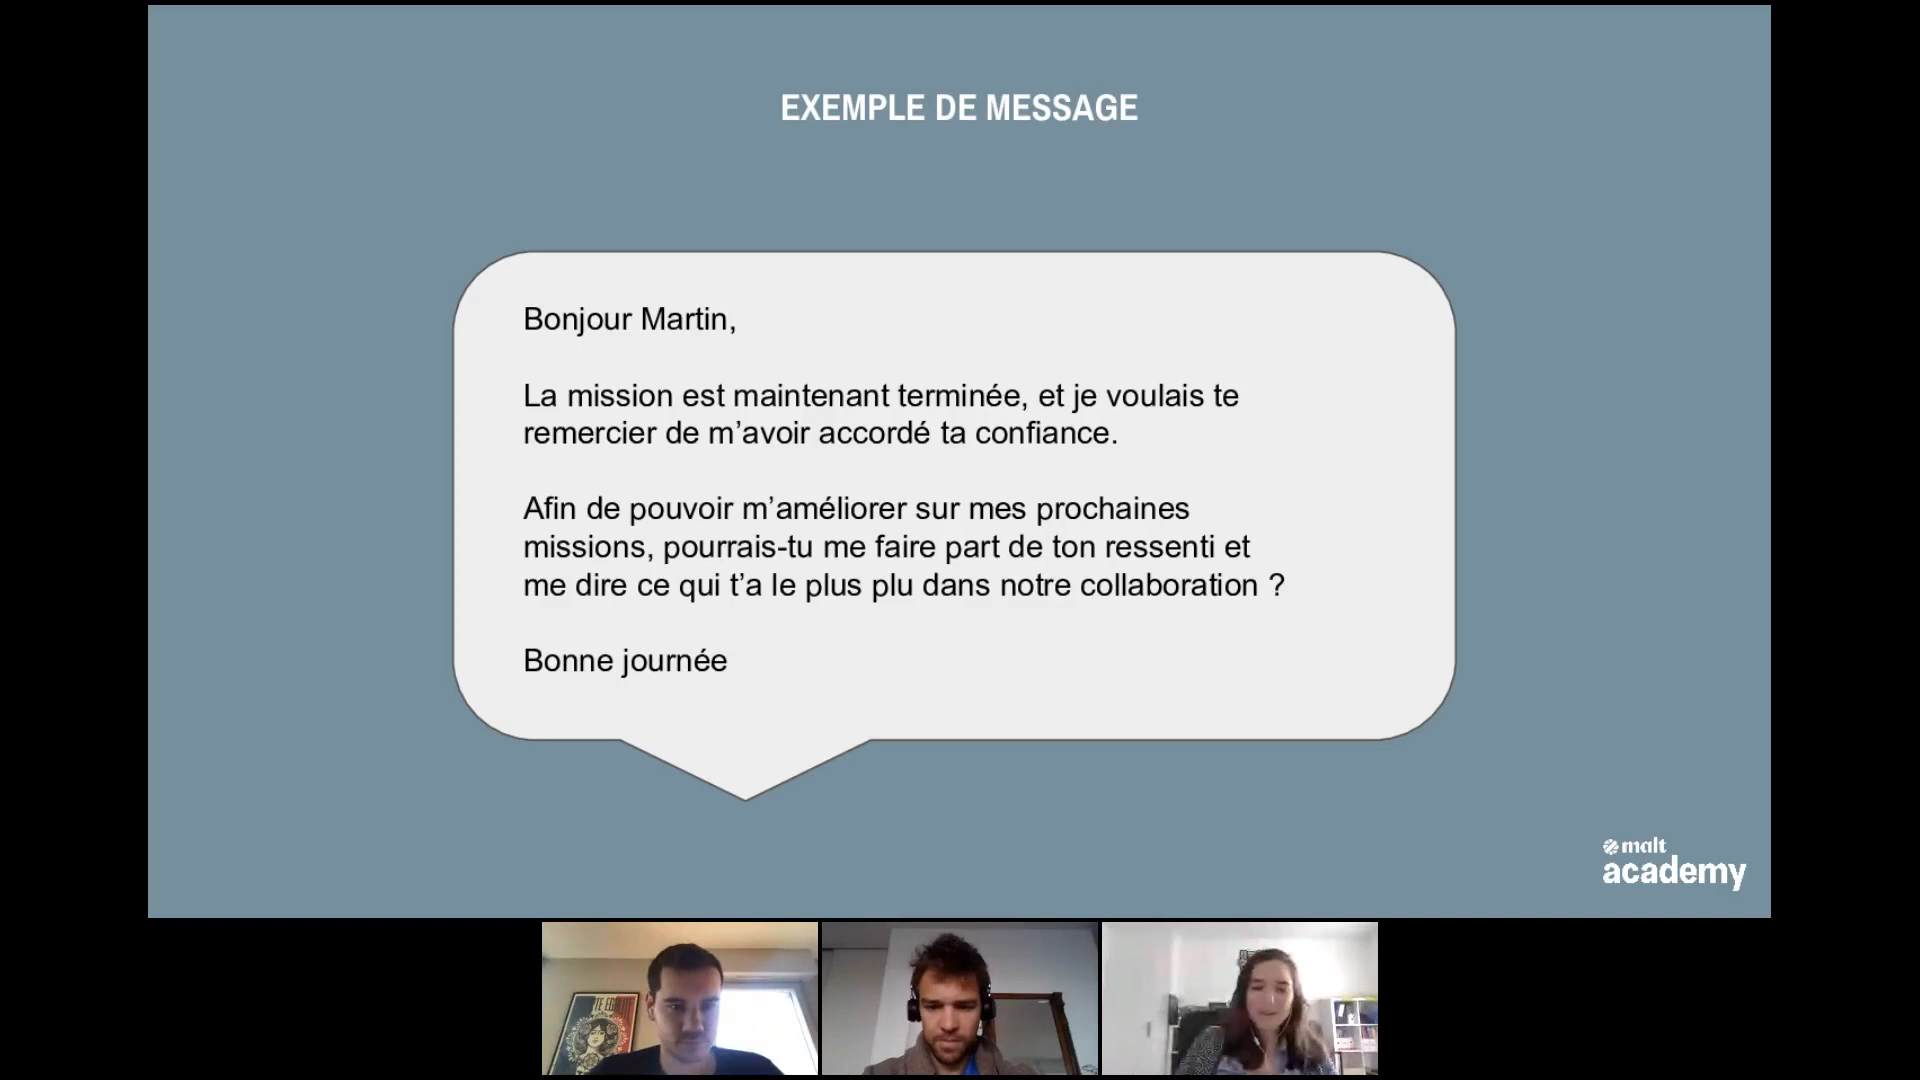 EXEMPLE DE MESSAGE
Bonjour Martin,
La mission est maintenant terminée, et je voulais te
remercier de m’avoir accordé ta confiance.
Afin de pouvoir m’améliorer sur mes prochaines
missions, pourrais-tu me faire part de ton ressenti et
me dire ce qui t’a le plus plu dans notre collaboration ?
Bonne journée
malt
academy